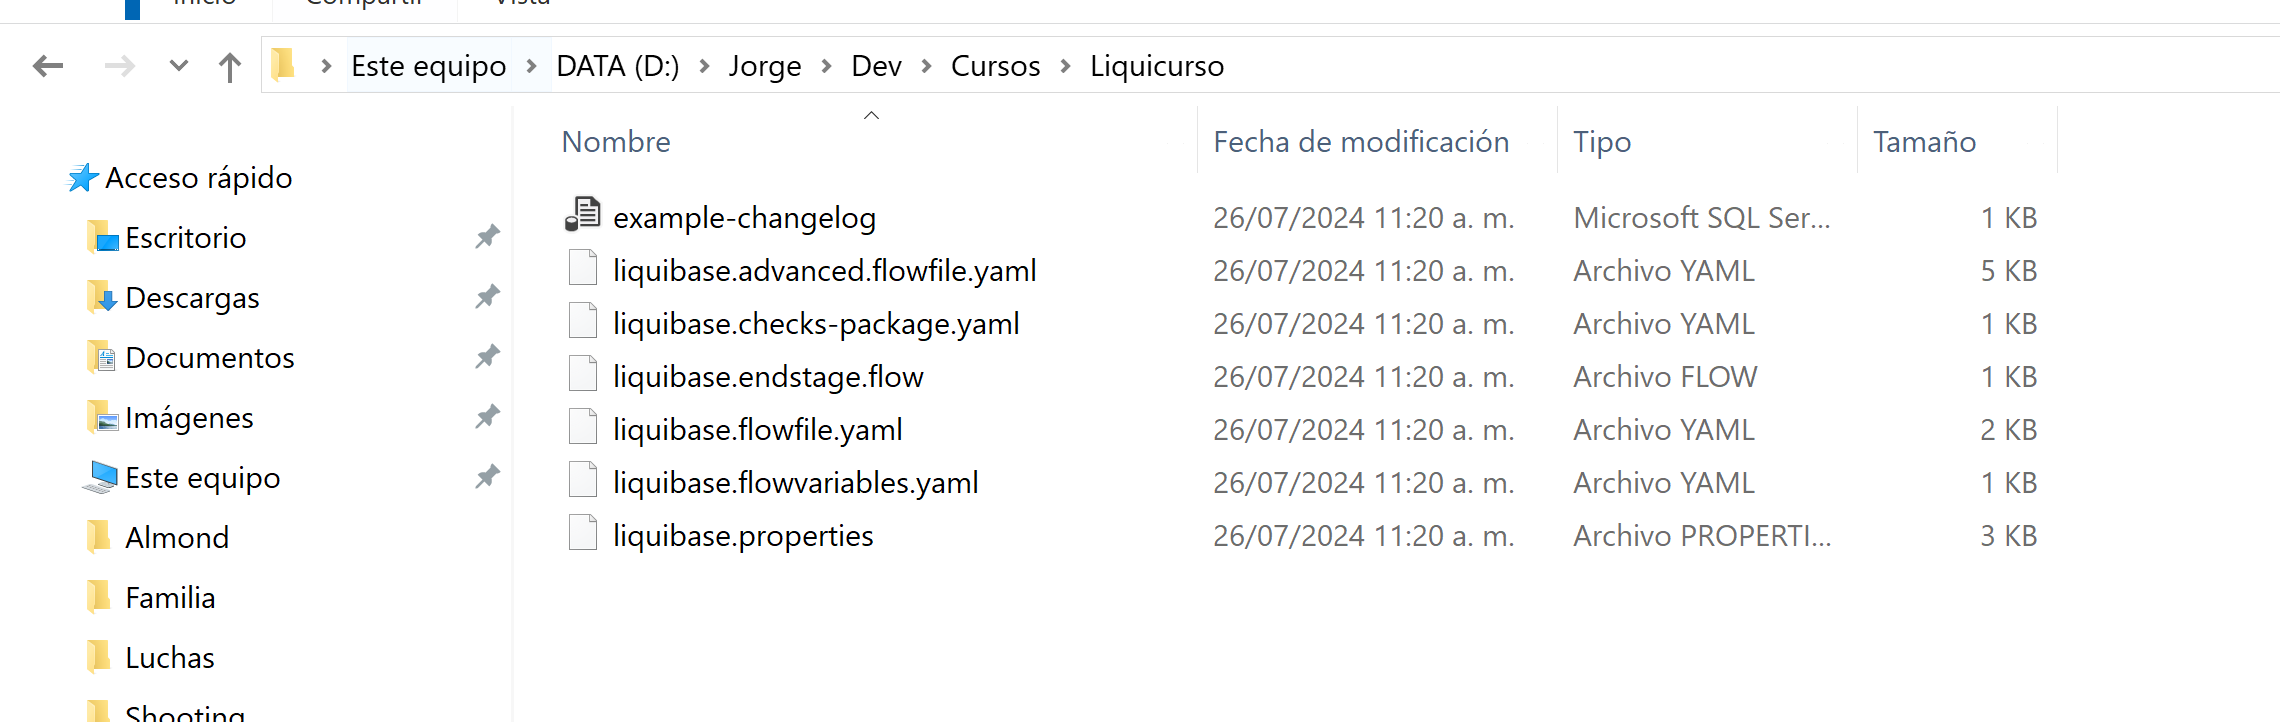 Inicio Compartir Vista
Este equipo DATA (D:) Jorge Dev Cursos Liquicurso
Acceso rápido
Escritorio
Descargas
Documentos
Imágenes
Este equipo
Almond
Familia
Luchas
Shooting
Nombre Fecha de modificación Tipo Tamaño
example-changelog 26/07/2024 11:20 a. m. Microsoft SQL Ser... 1 KB
liquibase.advanced.flowfile.yaml 26/07/2024 11:20 a. m. Archivo YAML 5 KB
liquibase.checks-package.yaml 26/07/2024 11:20 a. m. Archivo YAML 1 KB
liquibase.endstage.flow 26/07/2024 11:20 a. m. Archivo FLOW 1 KB
liquibase.flowfile.yaml 26/07/2024 11:20 a. m. Archivo YAML 2 KB
liquibase.flowvariables.yaml 26/07/2024 11:20 a. m. Archivo YAML 1 KB
liquibase.properties 26/07/2024 11:20 a. m. Archivo PROPERTI... 3 KB